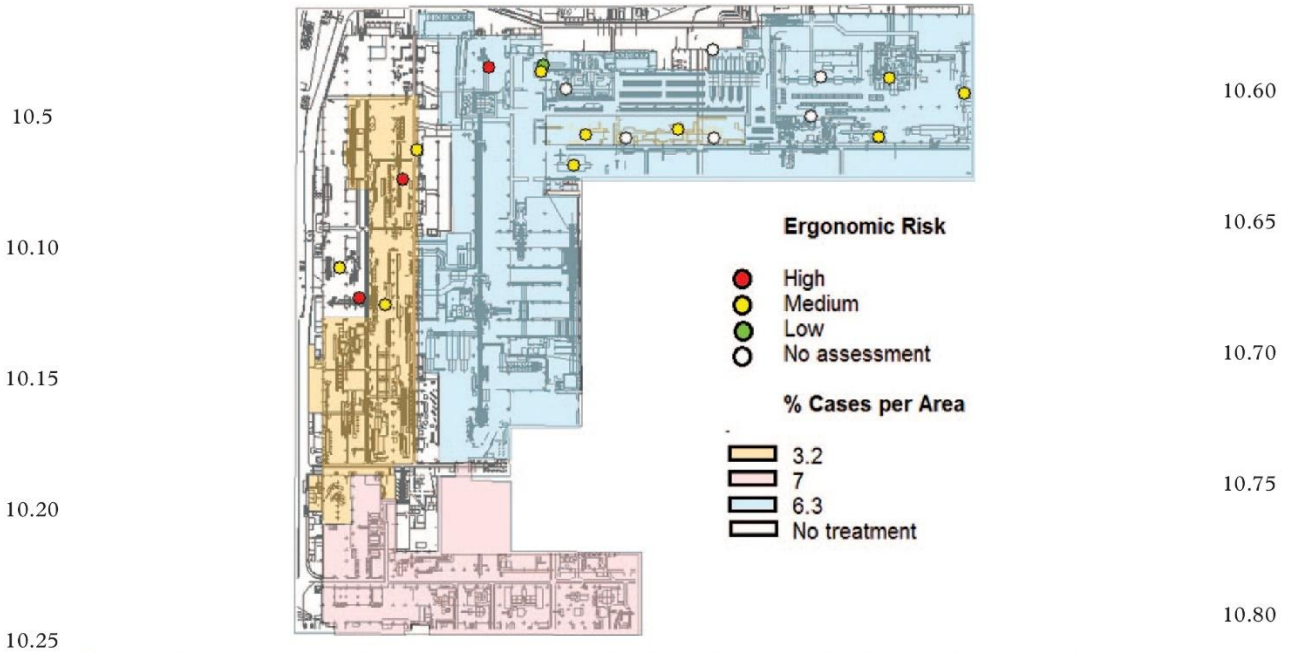 10.5
10.10
10.15
10.20
10.25
Ergonomic Risk
High
Medium
Low
No assessment
% Cases per Area
3.2
7
6.3
No treatment
10.60
10.65
10.70
10.75
10.80